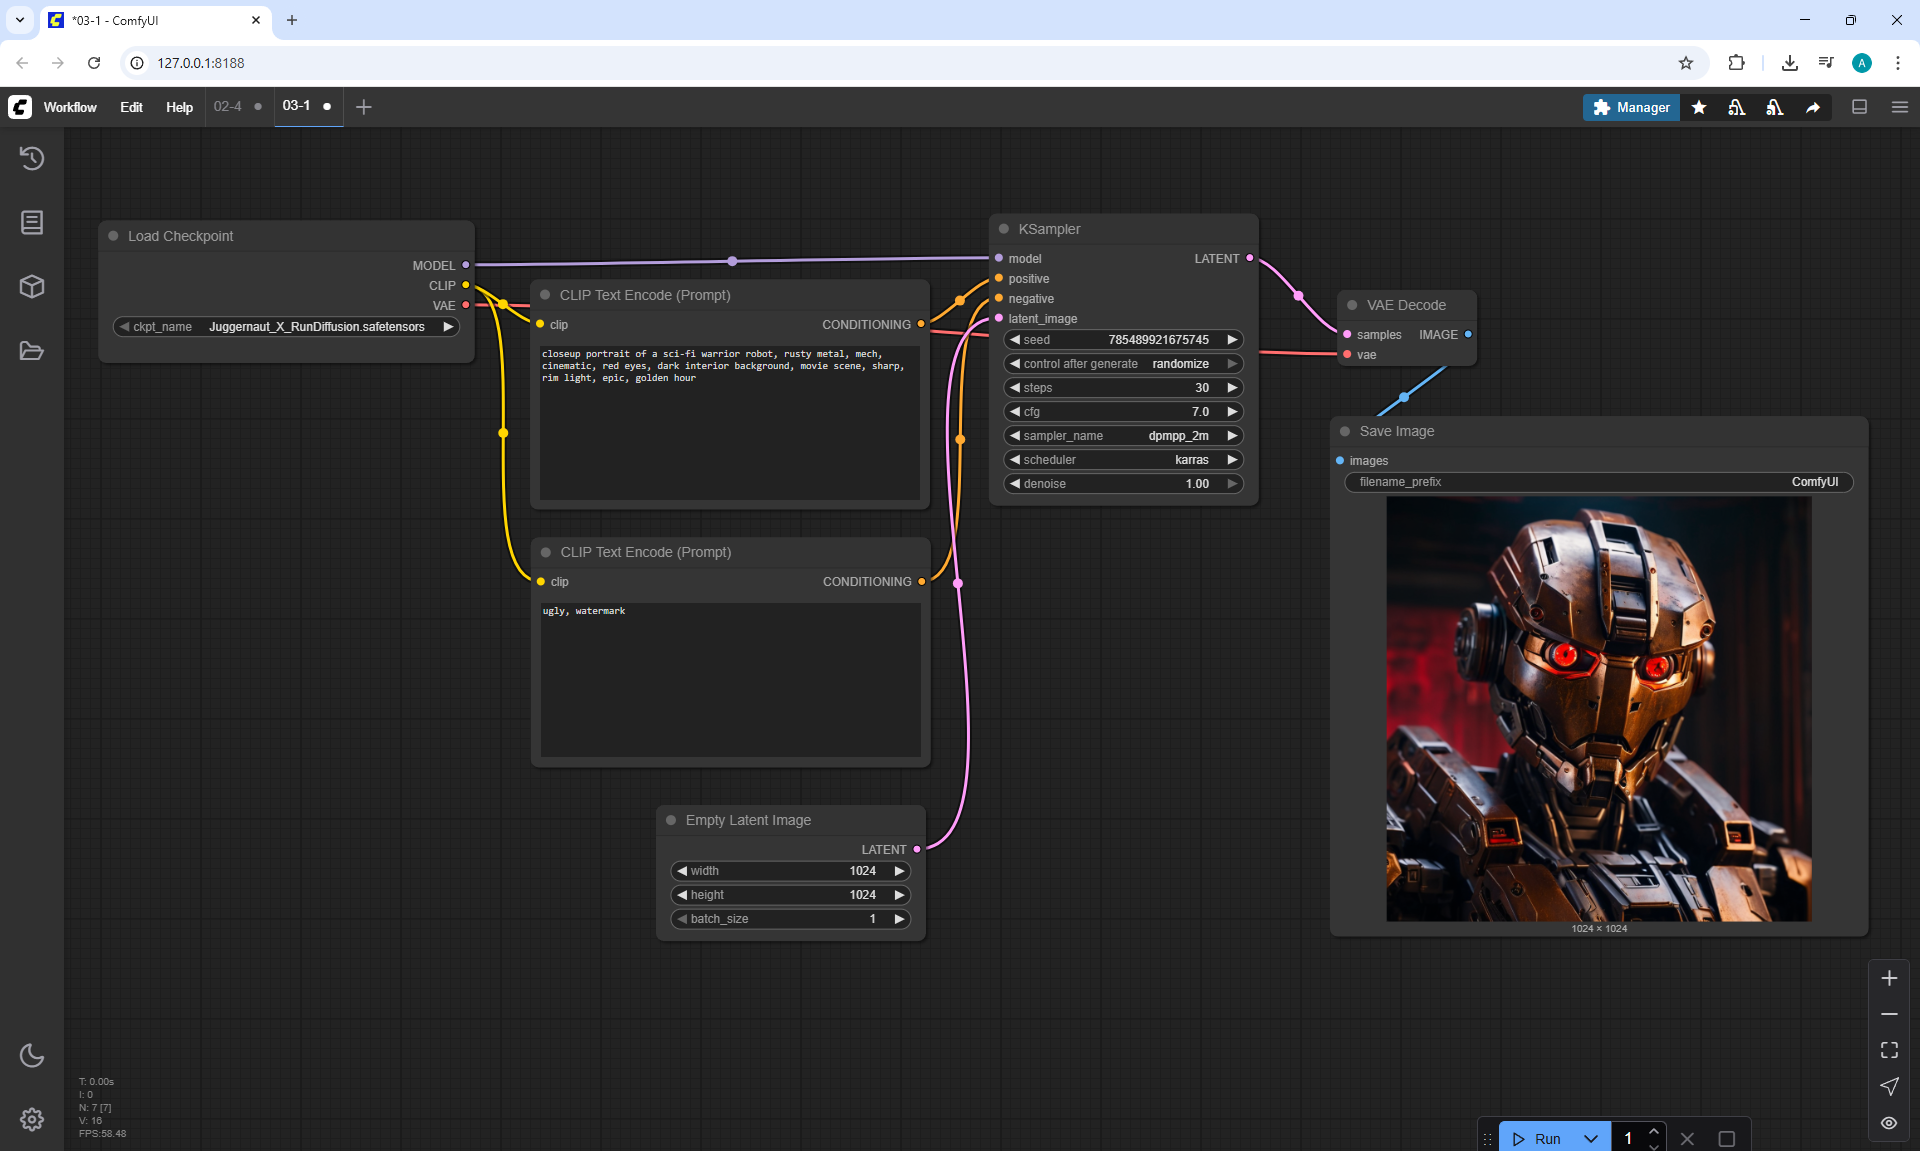 *03-1 - ComfyUI
127.0.0.1:8188
A
Workflow Edit Help 02-4 03-1
Manager
Load Checkpoint
MODEL
CLIP
VAE
ckpt_name Juggernaut_X_RunDiffusion.safetensors
CLIP Text Encode (Prompt)
clip CONDITIONING
closeup portrait of a sci-fi warrior robot, rusty metal, mech,
cinematic, red eyes, dark interior background, movie scene, sharp,
rim light, epic, golden hour
CLIP Text Encode (Prompt)
clip CONDITIONING
ugly, watermark
Empty Latent Image
LATENT
width 1024
height 1024
batch_size 1
KSampler
model LATENT
positive
negative
latent_image
seed 785489921675745
control after generate randomize
steps 30
cfg 7.0
sampler_name dpmpp_2m
scheduler karras
denoise 1.00
VAE Decode
samples IMAGE
vae
Save Image
images
filename_prefix ComfyUI
1024 × 1024
T: 0.00s
I: 0
N: 7 [7]
V: 16
FPS:58.48
Run 1